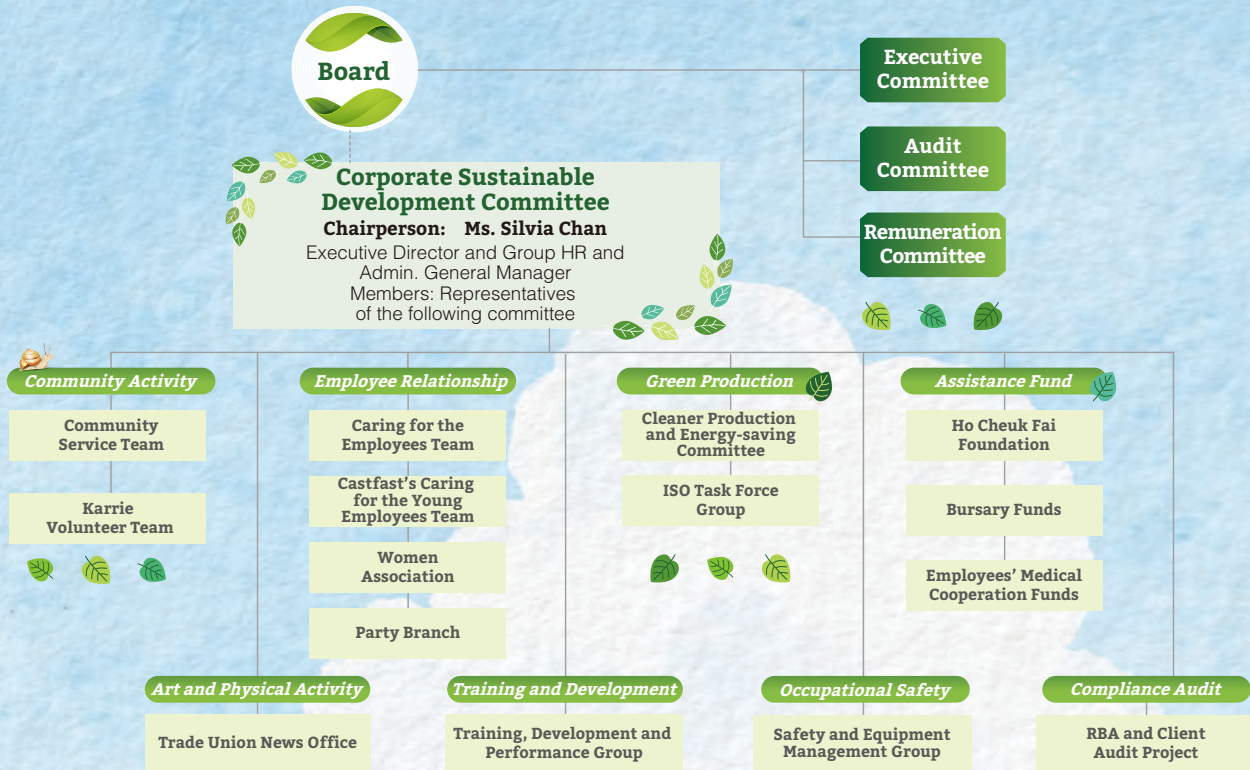 Board
Executive
Committee
Audit
Committee
Remuneration
Committee
Corporate Sustainable
Development Committee
Chairperson: Ms. Silvia Chan
Executive Director and Group HR and
Admin. General Manager
Members: Representatives
of the following committee
Community Activity
Community
Service Team
Karrie
Volunteer Team
Employee Relationship
Caring for the
Employees Team
Castfast's Caring
for the Young
Employees Team
Women
Association
Party Branch
Green Production
Cleaner Production
and Energy-saving
Committee
ISO Task Force
Group
Assistance Fund
Ho Cheuk Fai
Foundation
Bursary Funds
Employees' Medical
Cooperation Funds
Art and Physical Activity
Trade Union News Office
Training and Development
Training, Development and
Performance Group
Occupational Safety
Safety and Equipment
Management Group
Compliance Audit
RBA and Client
Audit Project